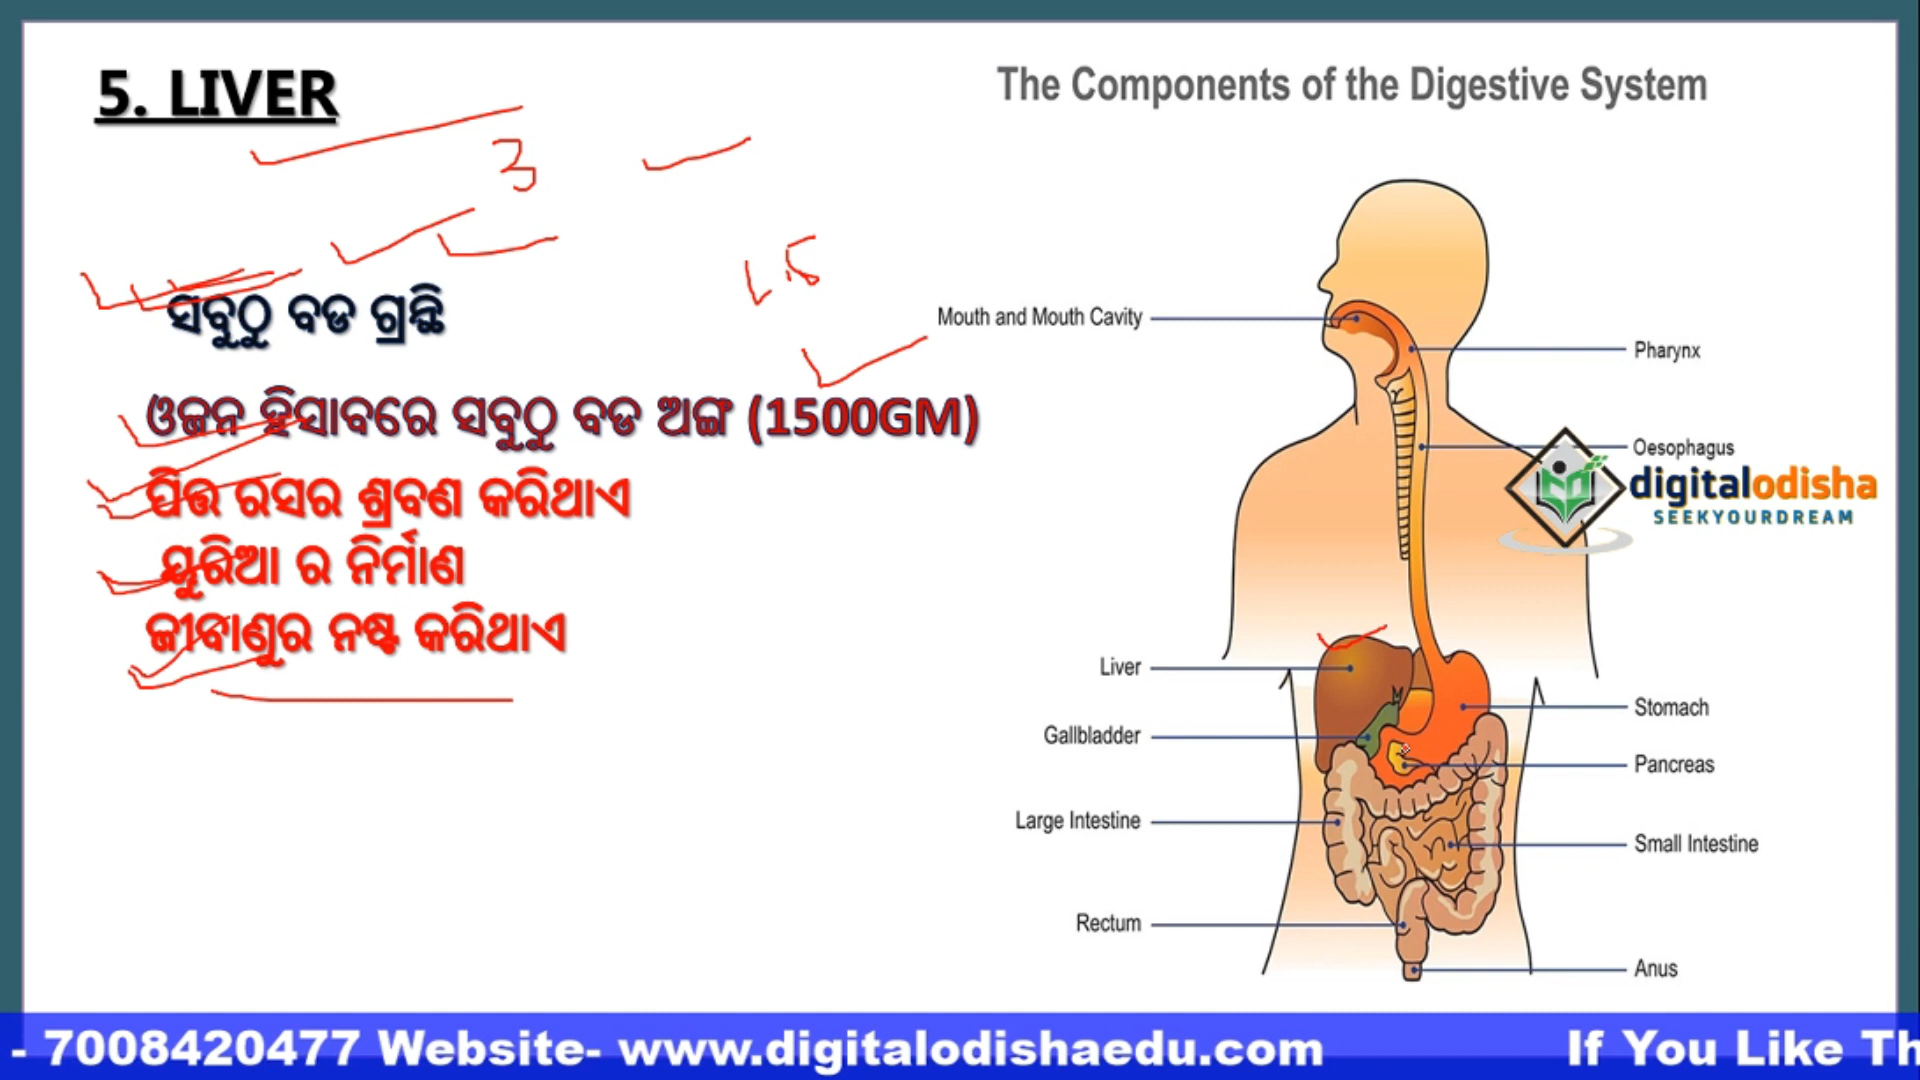 5. LIVER
3
1.5
ସବୁଠୁ ବଡ ଗ୍ରନ୍ଥି
ଓଜନ ହିସାବରେ ସବୁଠୁ ବଡ ଅଙ୍ଗ (1500GM)
ପିତ୍ତ ରସର ଶ୍ରବଣ କରିଥାଏ
ୟୁରିଆ ର ନିର୍ମାଣ
ଜୀଵାଣୁର ନଷ୍ଟ କରିଥାଏ
The Components of the Digestive System
Mouth and Mouth Cavity
Pharynx
Oesophagus
digitalodisha
SEEKYOURDREAM
Liver
Stomach
Gallbladder
Pancreas
Large Intestine
Small Intestine
Rectum
Anus
- 7008420477 Website- www.digitalodishaedu.com If You Like Th